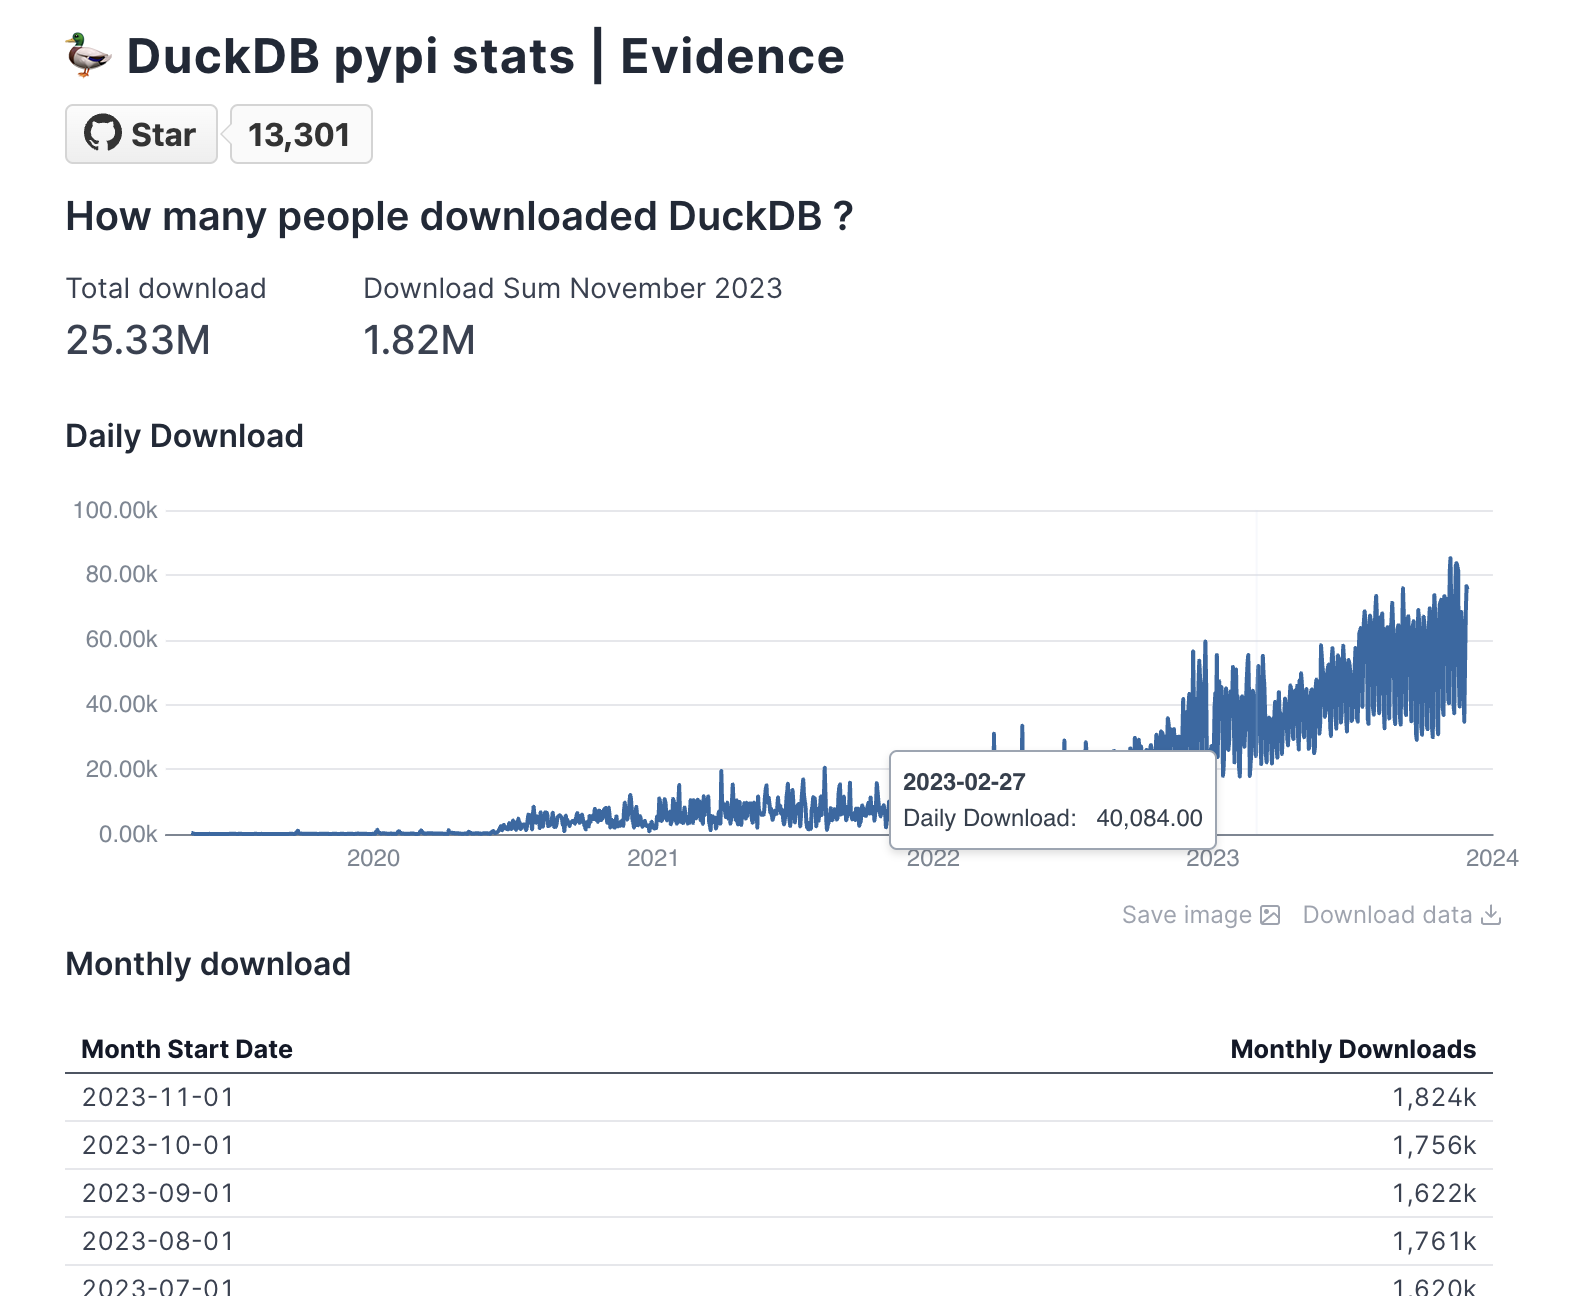 DuckDB pypi stats | Evidence
Star 13,301
How many people downloaded DuckDB ?
Total download Download Sum November 2023
25.33M 1.82M
Daily Download
100.00k
80.00k
60.00k
40.00k
20.00k
0.00k
2023-02-27
Daily Download: 40,084.00
2020 2021 2022 2023 2024
Save image Download data
Monthly download
Month Start Date Monthly Downloads
2023-11-01 1,824k
2023-10-01 1,756k
2023-09-01 1,622k
2023-08-01 1,761k
2023-07-01 1,620k